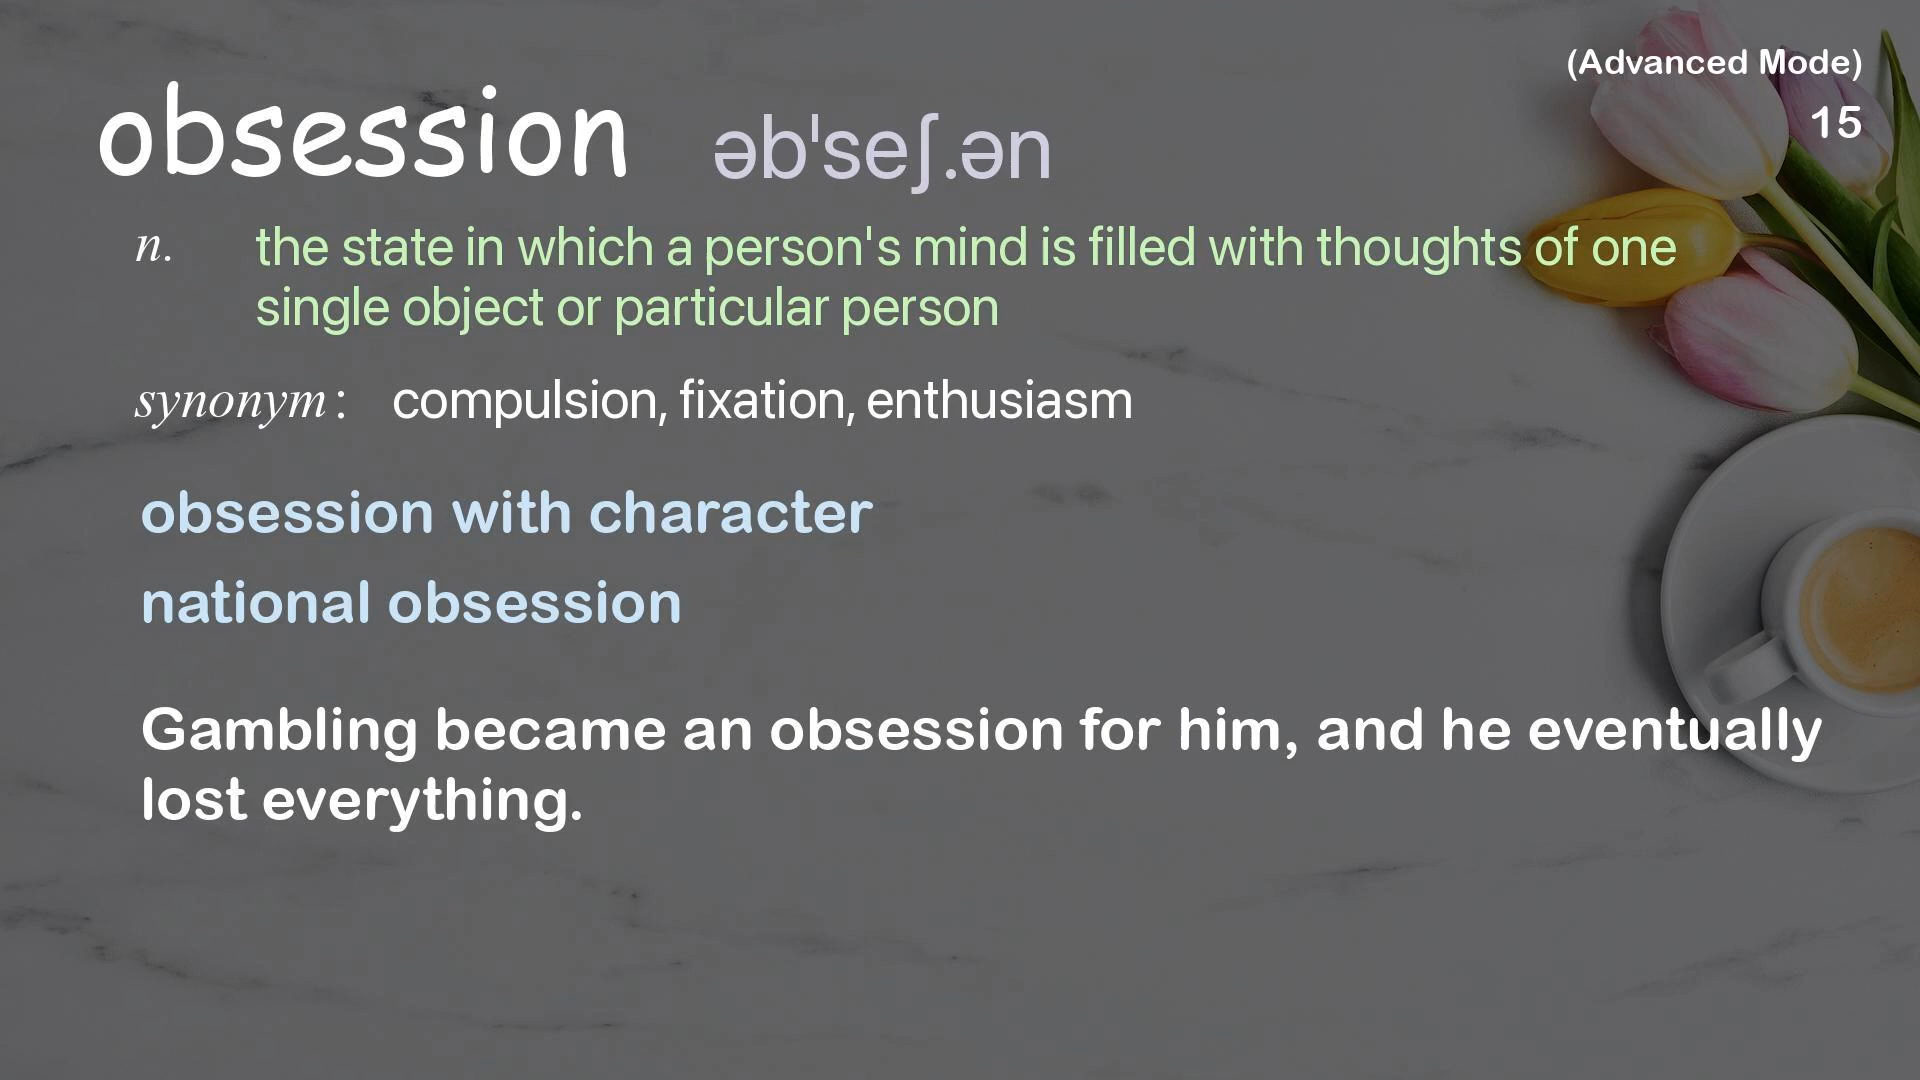 (Advanced Mode)
15
obsession əb'seʃ.ən
n. the state in which a person's mind is filled with thoughts of one
single object or particular person
synonym: compulsion, fixation, enthusiasm
obsession with character
national obsession
Gambling became an obsession for him, and he eventually
lost everything.